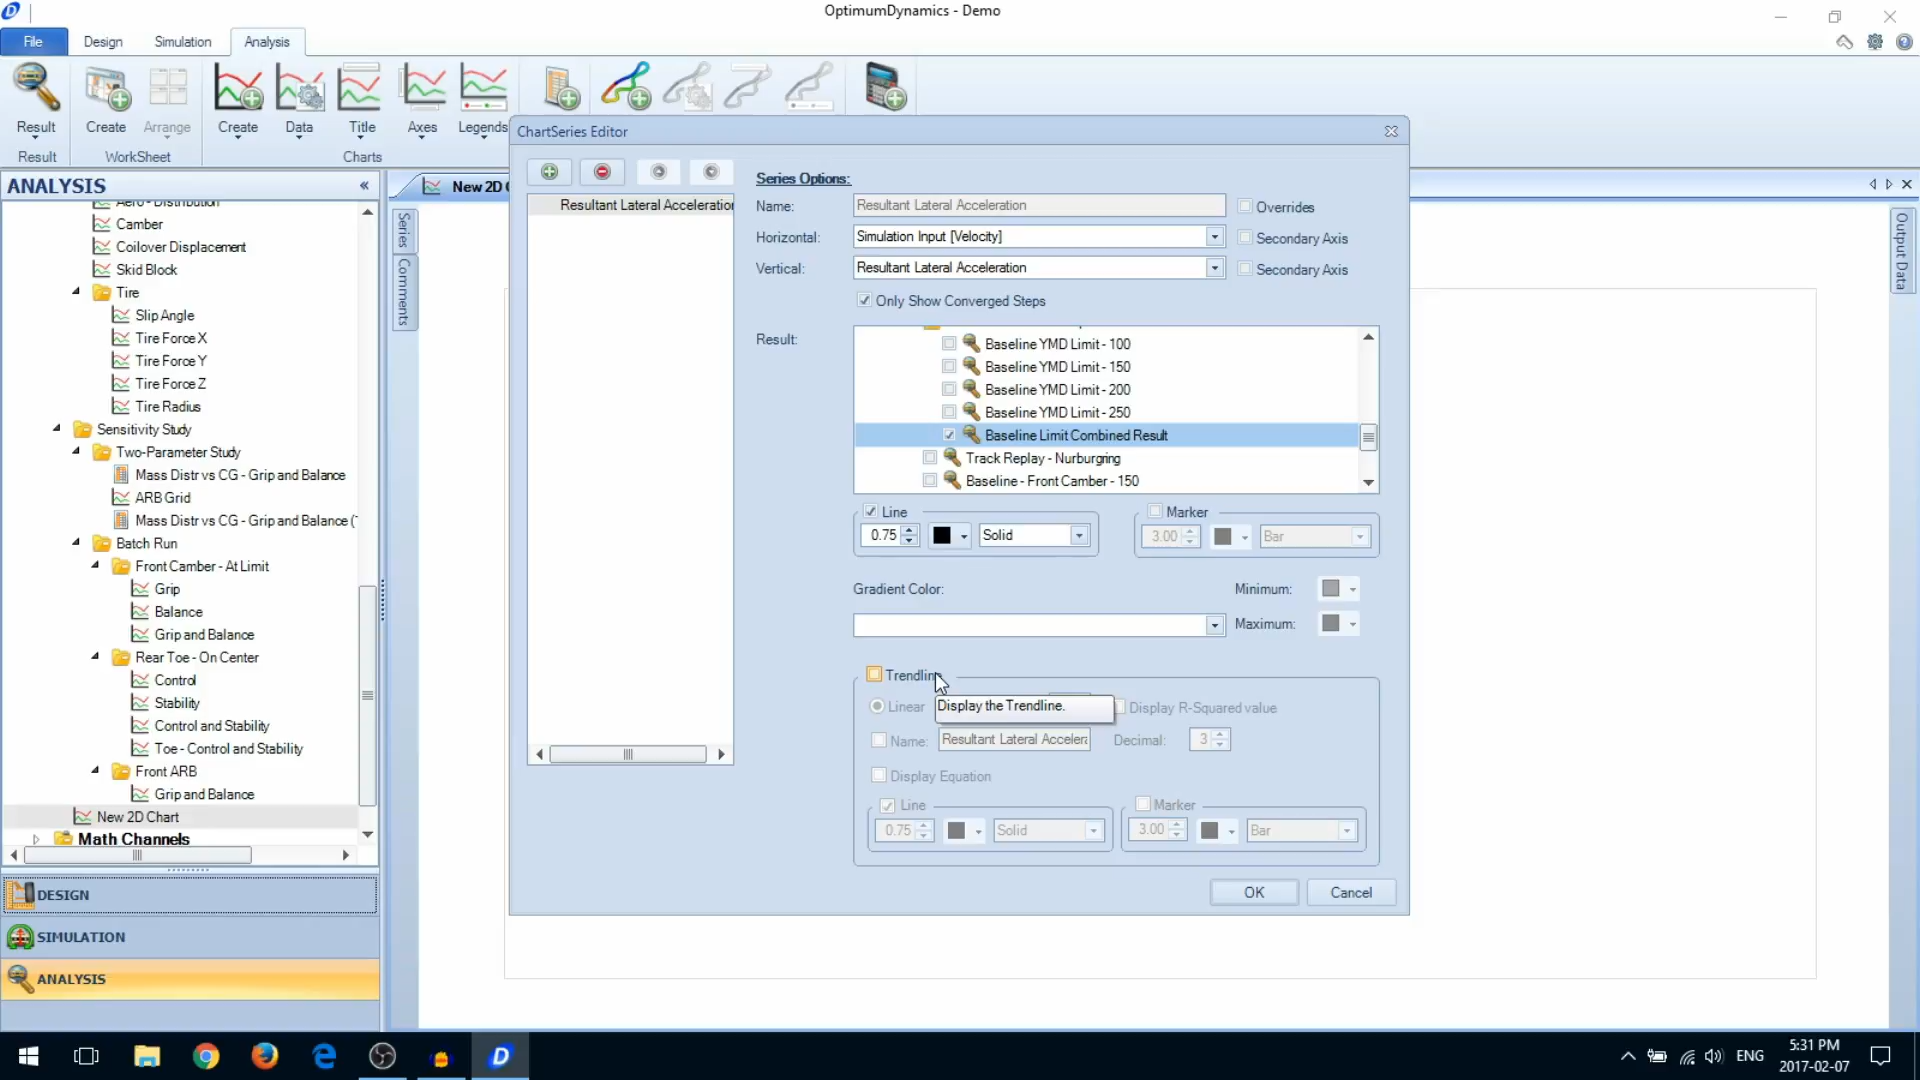 OptimumDynamics - Demo
File
Design
Simulation
Analysis
Result
Create
Arrange
Create
Data
Title
Axes
Legends
Result
WorkSheet
Charts
ANALYSIS
«
Aero - Distribution
Camber
Coilover Displacement
Skid Block
Tire
Slip Angle
Tire Force X
Tire Force Y
Tire Force Z
Tire Radius
Sensitivity Study
Two-Parameter Study
Mass Distr vs CG - Grip and Balance
ARB Grid
Mass Distr vs CG - Grip and Balance (
Batch Run
Front Camber - At Limit
Grip
Balance
Grip and Balance
Rear Toe - On Center
Control
Stability
Control and Stability
Toe - Control and Stability
Front ARB
Grip and Balance
New 2D Chart
Math Channels
DESIGN
SIMULATION
ANALYSIS
New 2D
Series
Comments
Output Data
ChartSeries Editor
Resultant Lateral Acceleration
Series Options:
Name:
Resultant Lateral Acceleration
Overrides
Horizontal:
Simulation Input [Velocity]
Secondary Axis
Vertical:
Resultant Lateral Acceleration
Secondary Axis
Only Show Converged Steps
Result:
Baseline YMD Limit - 100
Baseline YMD Limit - 150
Baseline YMD Limit - 200
Baseline YMD Limit - 250
Baseline Limit Combined Result
Track Replay - Nurburgring
Baseline - Front Camber - 150
Line
0.75
Solid
Marker
3.00
Bar
Gradient Color:
Minimum:
Maximum:
Trendline
Linear
Display the Trendline.
Display R-Squared value
Name:
Resultant Lateral Accelera
Decimal:
3
Display Equation
Line
0.75
Solid
Marker
3.00
Bar
OK
Cancel
ENG
5:31 PM
2017-02-07